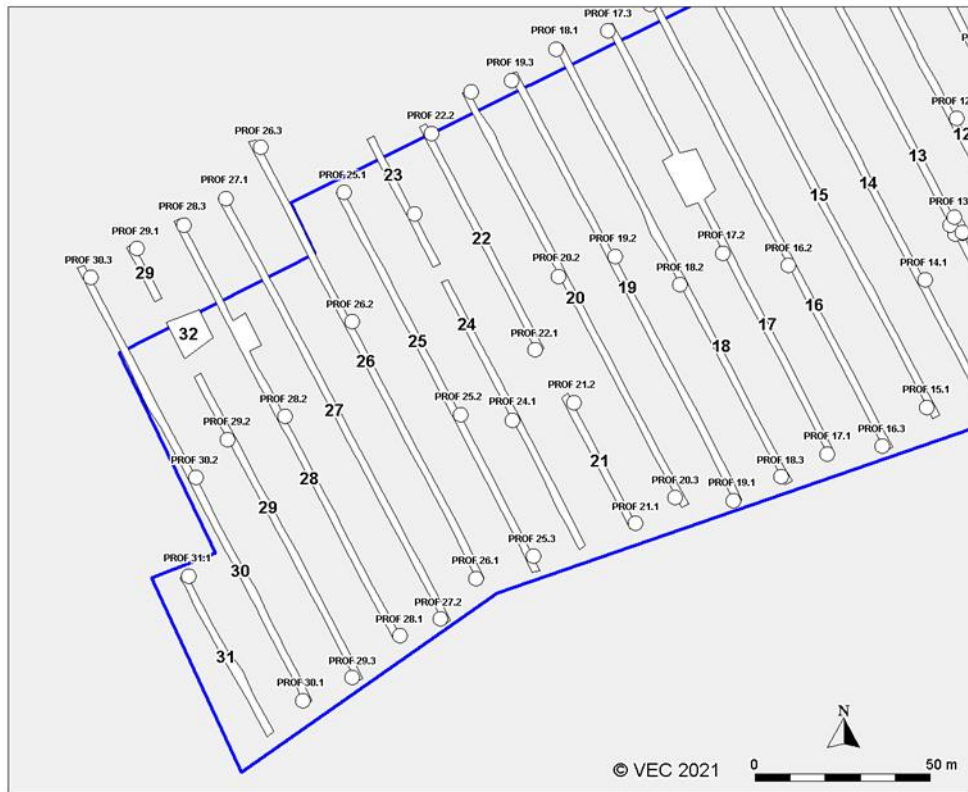 PROF 17.3
PROF 18.1
PROF 19.3
PROF 12
12
PROF 22.2
PROF 26.3
13
23
PROF 25.1
PROF 27.1
14
15
PROF 13
PROF 28.3
22
PROF 19.2
PROF 17.2
PROF 16.2
PROF 29.1
PROF 30.3
29
20
PROF 20.2
19
PROF 18.2
PROF 14.1
PROF 26.2
24
17
16
32
25
26
PROF 22.1
18
PROF 21.2
27
PROF 25.2
PROF 24.1
PROF 15.1
PROF 28.2
PROF 29.2
21
PROF 17.1
PROF 16.3
28
PROF 30.2
PROF 18.3
29
PROF 20.3
PROF 19.1
PROF 21.1
PROF 31.1
30
PROF 25.3
PROF 26.1
PROF 27.2
PROF 28.1
31
PROF 29.3
PROF 30.1
N
© VEC 2021
0 50 m